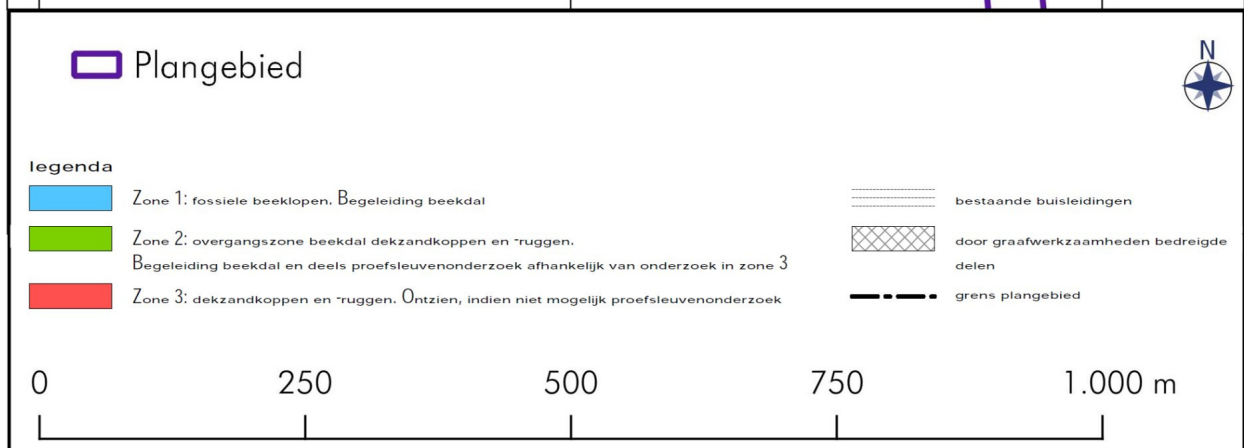 Plangebied
N
legenda
Zone 1: fossiele beeklopen. Begeleiding beekdal
Zone 2: overgangszone beekdal dekzandkoppen en -ruggen.
Begeleiding beekdal en deels proefsleuvenonderzoek afhankelijk van onderzoek in zone 3
Zone 3: dekzandkoppen en -ruggen. Ontzien, indien niet mogelijk proefsleuvenonderzoek
bestaande buisleidingen
door graafwerkzaamheden bedreigde
delen
grens plangebied
0 250 500 750 1.000 m